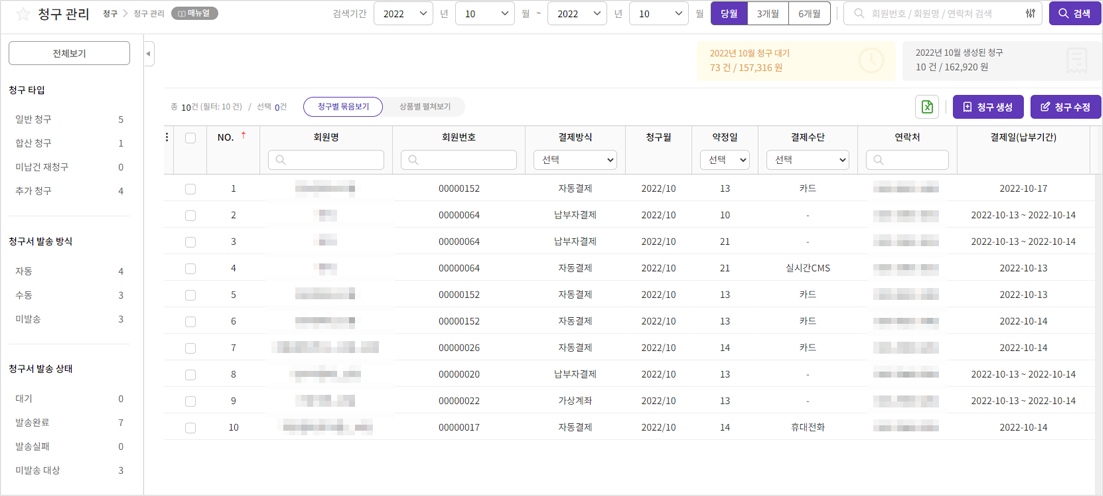 청구 관리 청구 > 청구 관리 매뉴얼 검색기간 2022 년 10 월 ~ 2022 년 10 월 당월 3개월 6개월 회원번호 / 회원명 / 연락처 검색 검색
전체보기
청구 타입
일반 청구 5
합산 청구 1
미납건 재청구 0
추가 청구 4
청구서 발송 방식
자동 4
수동 3
미발송 3
청구서 발송 상태
대기 0
발송완료 7
발송실패 0
미발송 대상 3
2022년 10월 청구 대기
73 건 / 157,316 원
2022년 10월 생성된 청구
10 건 / 162,920 원
총 10건 (필터: 10 건) / 선택 0건 청구별 묶음보기 상품별 펼쳐보기 청구 생성 청구 수정
NO. 회원명 회원번호 결제방식 청구월 약정일 결제수단 연락처 결제일(납부기간)
선택 선택 선택
1 00000152 자동결제 2022/10 13 카드 2022-10-17
2 00000064 납부자결제 2022/10 10 - 2022-10-13 ~ 2022-10-14
3 00000064 납부자결제 2022/10 21 - 2022-10-13 ~ 2022-10-14
4 00000064 자동결제 2022/10 21 실시간CMS 2022-10-13
5 00000152 자동결제 2022/10 13 카드 2022-10-13
6 00000152 자동결제 2022/10 13 카드 2022-10-14
7 00000026 자동결제 2022/10 14 카드 2022-10-14
8 00000020 납부자결제 2022/10 13 - 2022-10-13 ~ 2022-10-14
9 00000022 가상계좌 2022/10 13 - 2022-10-13 ~ 2022-10-14
10 00000017 자동결제 2022/10 14 휴대전화 2022-10-14